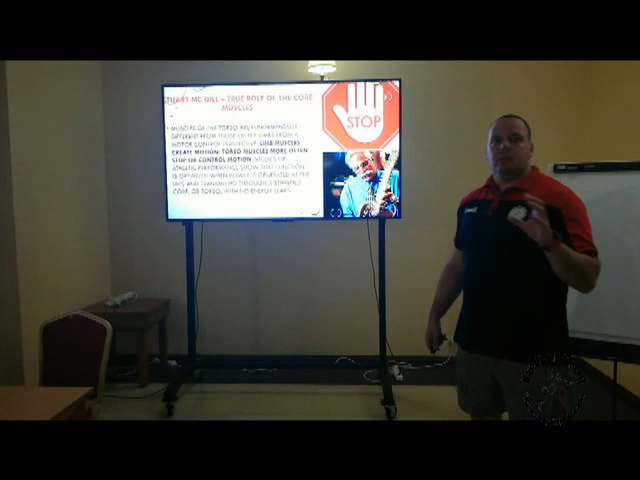 STUART MC GILL – TRUE ROLE OF THE CORE
MUSCLES
MUSCLES OF THE TORSO ARE FUNDAMENTALLY
DIFFERENT FROM THOSE OF THE LIMBS FROM A
MOTOR CONTROL VIEWPOINT. LIMB MUSCLES
CREATE MOTION; TORSO MUSCLES MORE OFTEN
STOP OR CONTROL MOTION.
ATHLETIC PERFORMANCE SHOW THAT FUNCTION
IS OPTIMIZED WHEN POWER IS GENERATED AT THE
HIPS AND TRANSMITTED THROUGH A STIFFENED
CORE, OR TORSO, WITH NO ENERGY LEAKS.
STOP